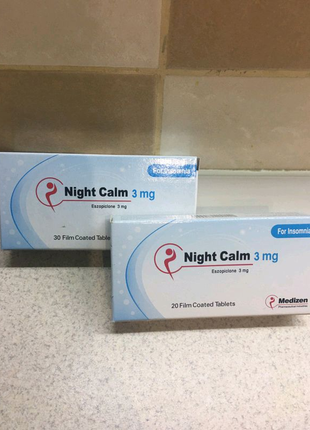 For Insomnia
Night Calm 3 mg
Eszopiclone 3 mg
30 Film Coated Tablets
For Insomnia
Night Calm 3 mg
Eszopiclone 3 mg
20 Film Coated Tablets
Medizen